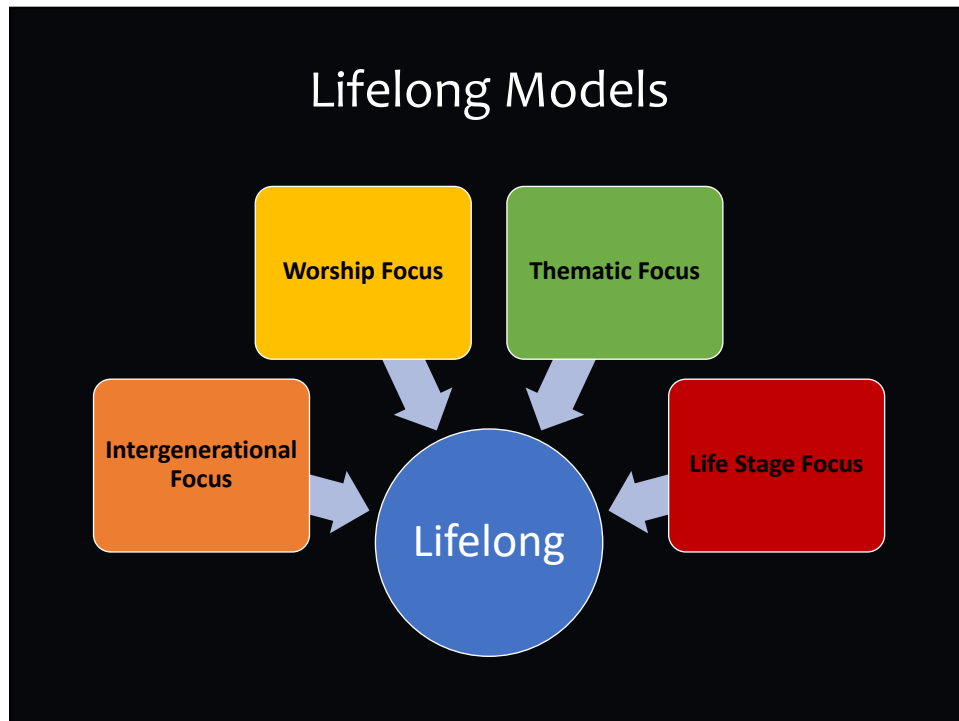 Lifelong Models
Worship Focus
Thematic Focus
Intergenerational
Focus
Life Stage Focus
Lifelong